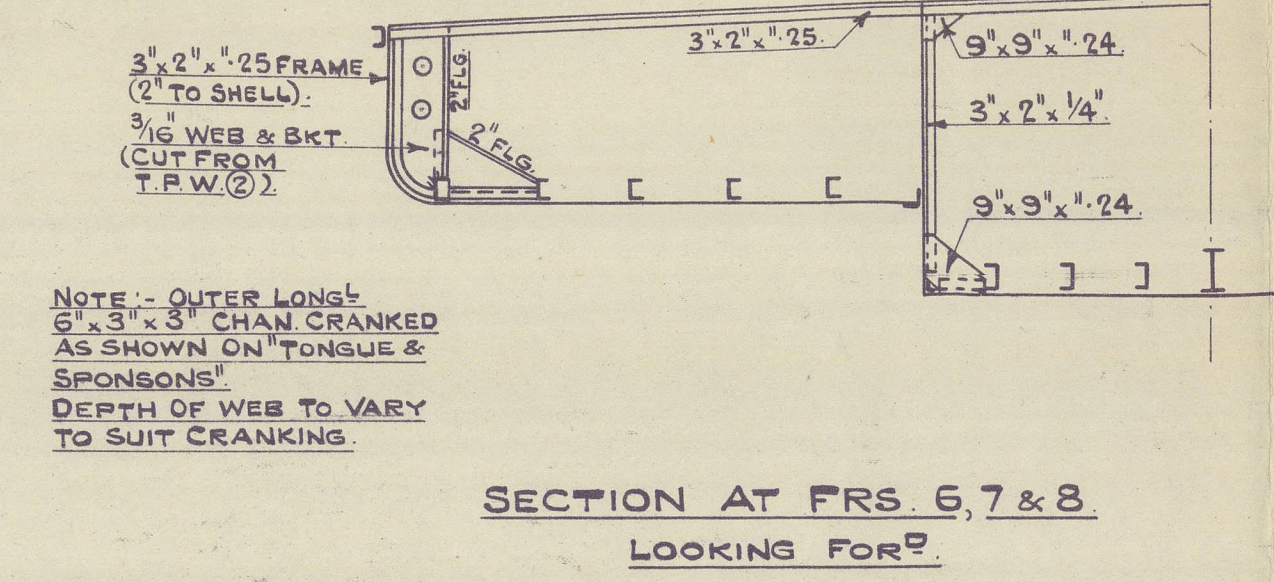 3"x2"x".25 FRAME
(2" TO SHELL).
3/16" WEB & BKT.
(CUT FROM
T.P.W.②).
2"FLG.
2"FLG.
3"x2"x".25.
9"x9"x".24.
3"x2"x1/4"
9"x9"x".24.
NOTE:- OUTER LONGL
6"x3"x3" CHAN. CRANKED
AS SHOWN ON "TONGUE &
SPONSONS".
DEPTH OF WEB TO VARY
TO SUIT CRANKING.
SECTION AT FRS. 6, 7 & 8.
LOOKING FORD.